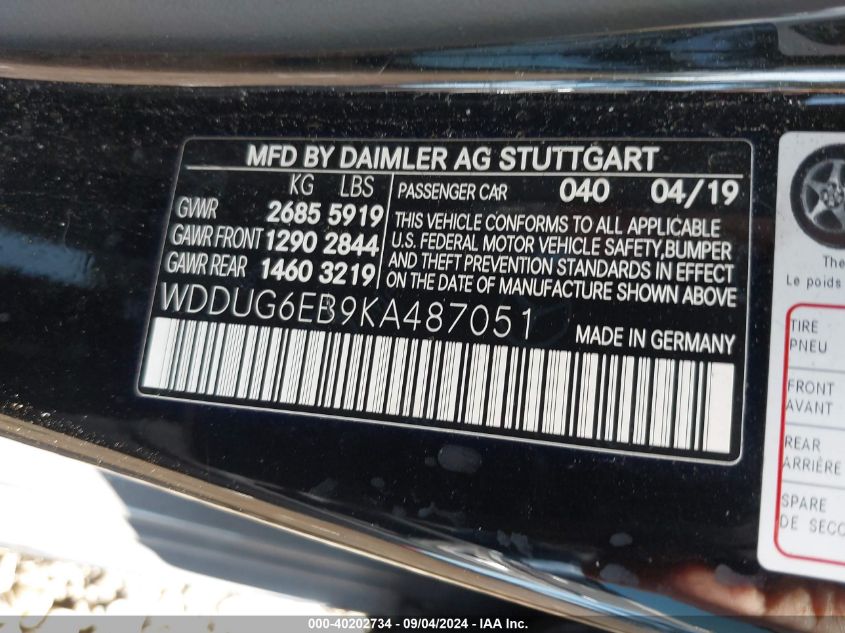 MFD BY DAIMLER AG STUTTGART
KG LBS
GVWR 2685 5919
GAWR FRONT 1290 2844
GAWR REAR 1460 3219
PASSENGER CAR 040 04/19
THIS VEHICLE CONFORMS TO ALL APPLICABLE
U.S. FEDERAL MOTOR VEHICLE SAFETY, BUMPER
AND THEFT PREVENTION STANDARDS IN EFFECT
ON THE DATE OF MANUFACTURE SHOWN ABOVE
WDDUG6EB9KA487051
MADE IN GERMANY
The
Le poids
TIRE
PNEU
FRONT
AVANT
REAR
ARRIÈRE
SPARE
DE SECO
000-40202734 - 09/04/2024 - IAA Inc.